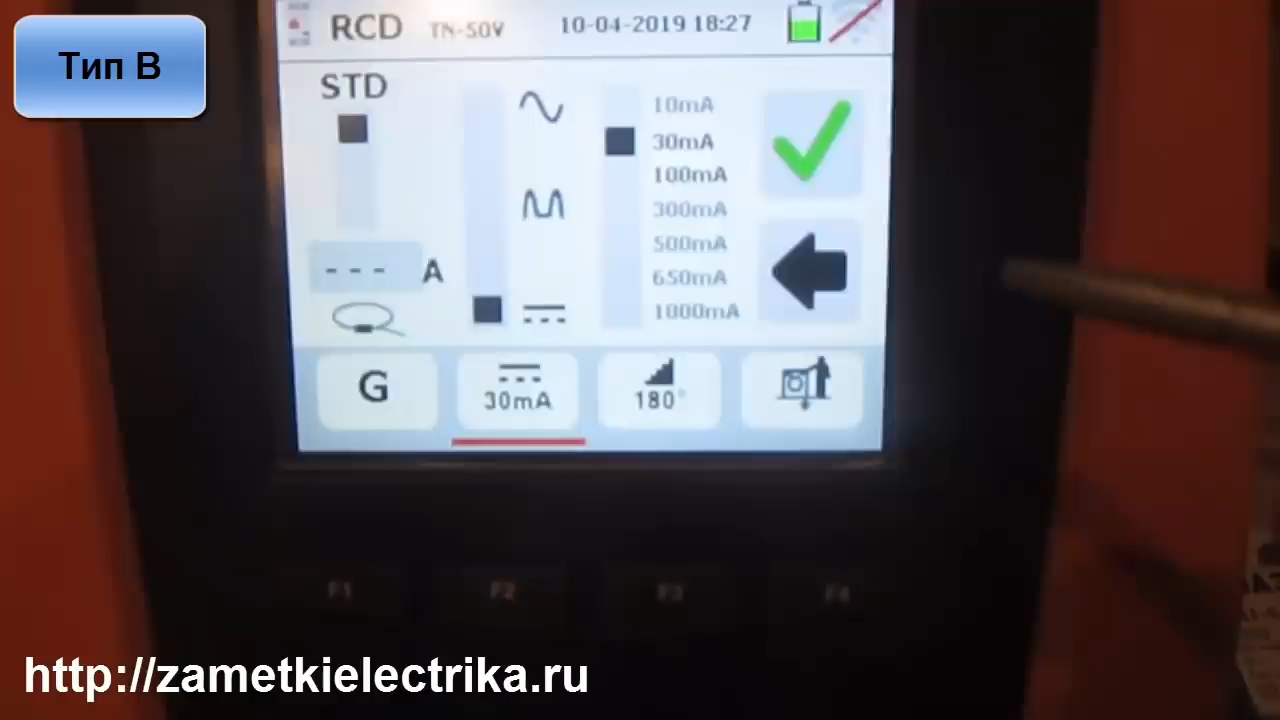 Тип В
RCD TN-50V 10-04-2019 18:27
STD
10mA
30mA
100mA
300mA
500mA
650mA
1000mA
--- A
G
30mA
180°
F1 F2 F3 F4
http://zametkielectrika.ru